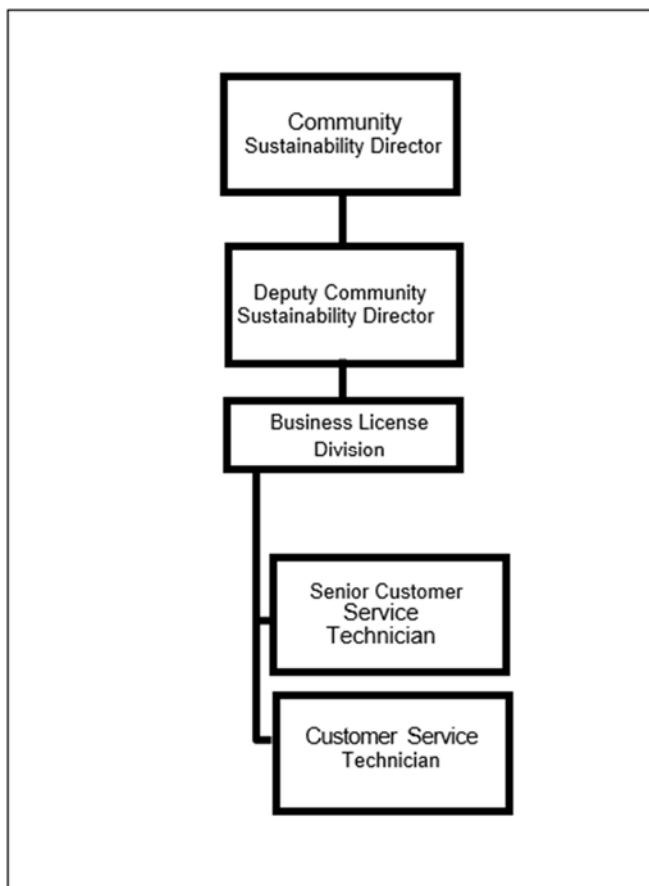 Community
Sustainability Director
Deputy Community
Sustainability Director
Business License
Division
Senior Customer
Service
Technician
Customer Service
Technician